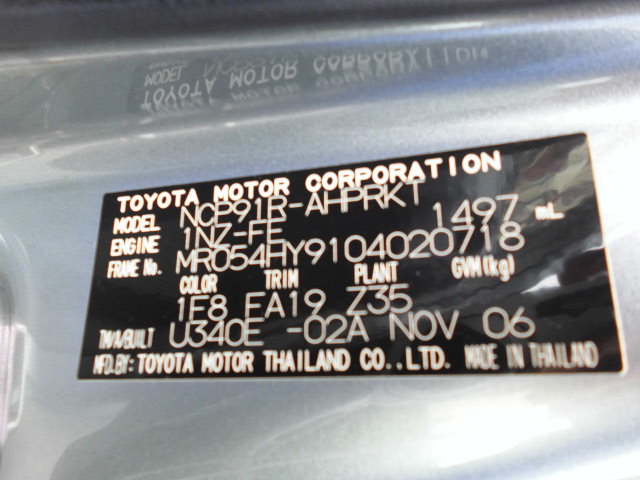 TOYOTA MOTOR CORPORATION
MODEL NCP91R-AHPRKT
ENGINE 1NZ-FE 1497 mL
FRAME No. MR054HY9104020718
COLOR TRIM PLANT GVM(kg)
1E8 EA19 Z35
TM/A/BUILT U340E -02A NOV 06
MFD.BY: TOYOTA MOTOR THAILAND CO.,LTD. MADE IN THAILAND